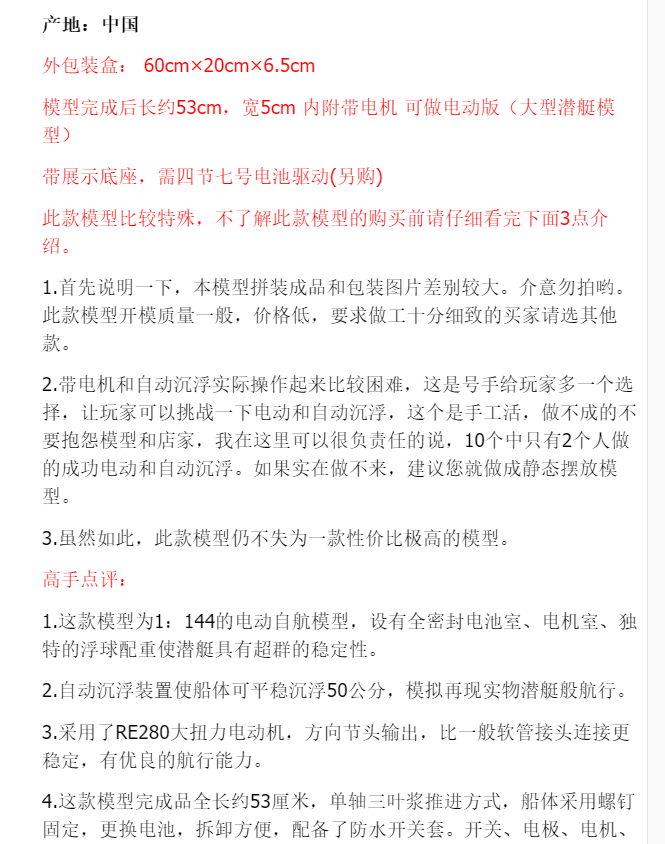 产地：中国
外包装盒： 60cm×20cm×6.5cm
模型完成后长约53cm，宽5cm 内附带电机 可做电动版（大型潜艇模
型）
带展示底座，需四节七号电池驱动(另购)
此款模型比较特殊，不了解此款模型的购买前请仔细看完下面3点介
绍。
1.首先说明一下，本模型拼装成品和包装图片差别较大。介意勿拍哟。
此款模型开模质量一般，价格低，要求做工十分细致的买家请选其他
款。
2.带电机和自动沉浮实际操作起来比较困难，这是号手给玩家多一个选
择，让玩家可以挑战一下电动和自动沉浮，这个是手工活，做不成的不
要抱怨模型和店家，我在这里可以很负责任的说，10个中只有2个人做
的成功电动和自动沉浮。如果实在做不来，建议您就做成静态摆放模
型。
3.虽然如此，此款模型仍不失为一款性价比极高的模型。
高手点评：
1.这款模型为1：144的电动自航模型，设有全密封电池室、电机室、独
特的浮球配重使潜艇具有超群的稳定性。
2.自动沉浮装置使船体可平稳沉浮50公分，模拟再现实物潜艇般航行。
3.采用了RE280大扭力电动机，方向节头输出，比一般软管接头连接更
稳定，有优良的航行能力。
4.这款模型完成品全长约53厘米，单轴三叶浆推进方式，船体采用螺钉
固定，更换电池，拆卸方便，配备了防水开关套。开关、电极、电机、